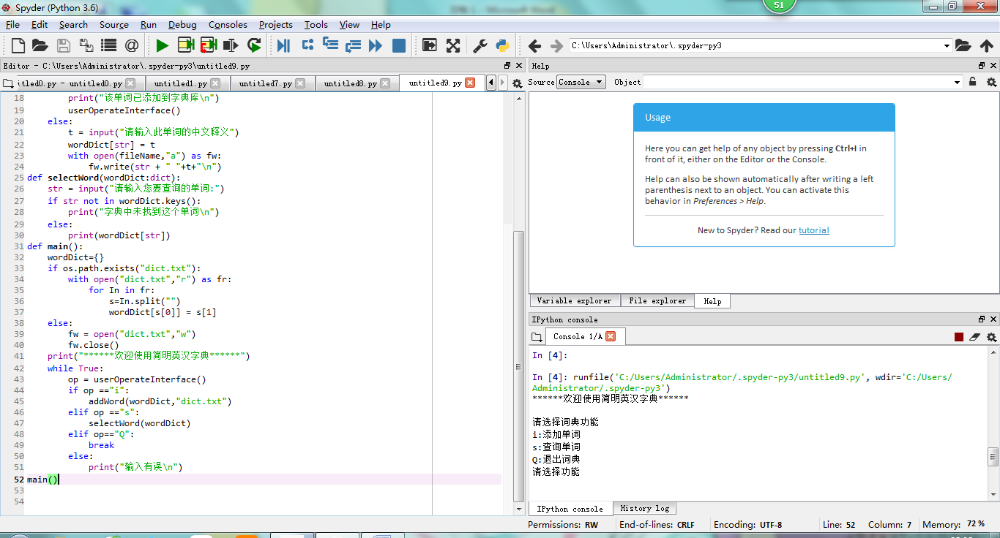 Spyder (Python 3.6)
51
File Edit Search Source Run Debug Consoles Projects Tools View Help
C:\Users\Administrator\.spyder-py3
Editor - C:\Users\Administrator\.spyder-py3\untitled9.py
itled0.py - untitled0.py untitled1.py untitled7.py untitled8.py untitled9.py
18 print("该单词已添加到字典库\n")
19 userOperateInterface()
20 else:
21 t = input("请输入此单词的中文释义")
22 wordDict[str] = t
23 with open(fileName,"a") as fw:
24 fw.write(str + " "+t+"\n")
25 def selectWord(wordDict:dict):
26 str = input("请输入您要查询的单词:")
27 if str not in wordDict.keys():
28 print("字典中未找到这个单词\n")
29 else:
30 print(wordDict[str])
31 def main():
32 wordDict={}
33 if os.path.exists("dict.txt"):
34 with open("dict.txt","r") as fr:
35 for In in fr:
36 s=In.split("")
37 wordDict[s[0]] = s[1]
38 else:
39 fw = open("dict.txt","w")
40 fw.close()
41 print("******欢迎使用简明英汉字典******")
42 while True:
43 op = userOperateInterface()
44 if op =="i":
45 addWord(wordDict,"dict.txt")
46 elif op =="s":
47 selectWord(wordDict)
48 elif op=="Q":
49 break
50 else:
51 print("输入有误\n")
52 main()
53
54
Help
Source Console Object
Usage
Here you can get help of any object by pressing Ctrl+I in
front of it, either on the Editor or the Console.
Help can also be shown automatically after writing a left
parenthesis next to an object. You can activate this
behavior in Preferences > Help.
New to Spyder? Read our tutorial
Variable explorer File explorer Help
IPython console
Console 1/A
In [4]:
In [4]: runfile('C:/Users/Administrator/.spyder-py3/untitled9.py', wdir='C:/Users/
Administrator/.spyder-py3')
******欢迎使用简明英汉字典******
请选择词典功能
i:添加单词
s:查询单词
Q:退出词典
请选择功能
IPython console History log
Permissions: RW End-of-lines: CRLF Encoding: UTF-8 Line: 52 Column: 7 Memory: 72 %